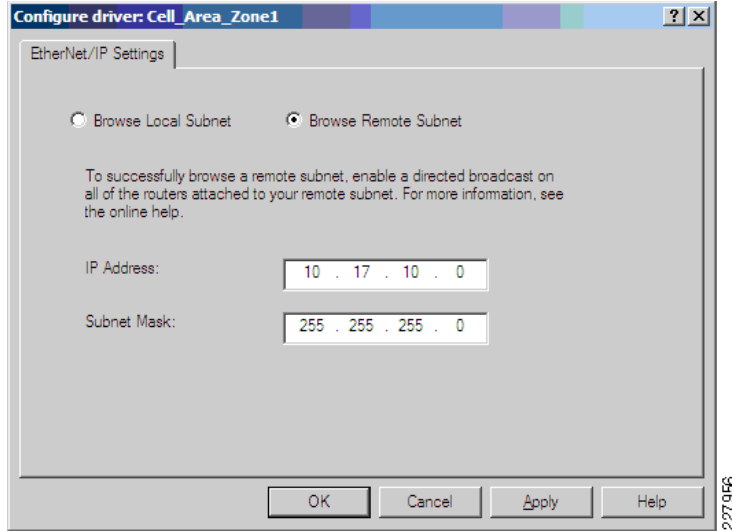 Configure driver: Cell_Area_Zone1
? X
EtherNet/IP Settings
Browse Local Subnet Browse Remote Subnet
To successfully browse a remote subnet, enable a directed broadcast on
all of the routers attached to your remote subnet. For more information, see
the online help.
IP Address: 10 . 17 . 10 . 0
Subnet Mask: 255 . 255 . 255 . 0
OK Cancel Apply Help
227956